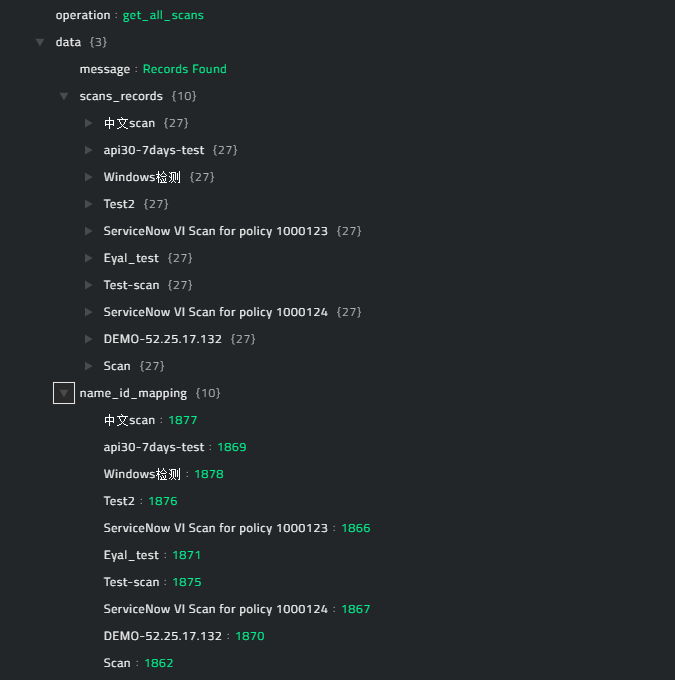 operation : get_all_scans
data {3}
message : Records Found
scans_records {10}
中文scan {27}
api30-7days-test {27}
Windows检测 {27}
Test2 {27}
ServiceNow VI Scan for policy 1000123 {27}
Eyal_test {27}
Test-scan {27}
ServiceNow VI Scan for policy 1000124 {27}
DEMO-52.25.17.132 {27}
Scan {27}
name_id_mapping {10}
中文scan : 1877
api30-7days-test : 1869
Windows检测 : 1878
Test2 : 1876
ServiceNow VI Scan for policy 1000123 : 1866
Eyal_test : 1871
Test-scan : 1875
ServiceNow VI Scan for policy 1000124 : 1867
DEMO-52.25.17.132 : 1870
Scan : 1862